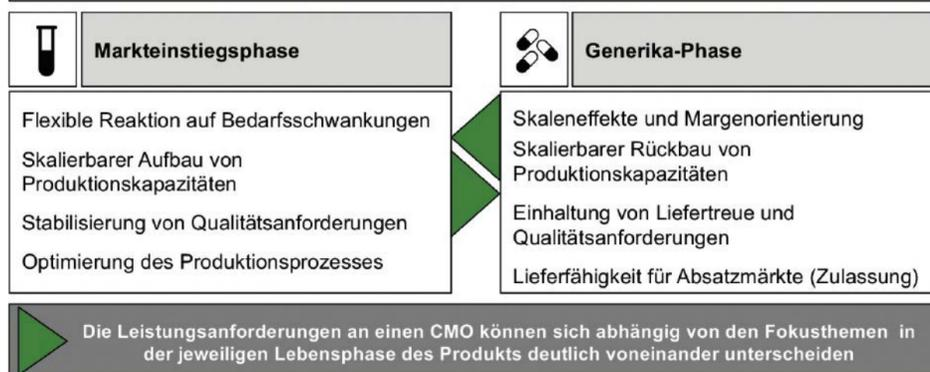 Markteinstiegsphase
Flexible Reaktion auf Bedarfsschwankungen
Skalierbarer Aufbau von
Produktionskapazitäten
Stabilisierung von Qualitätsanforderungen
Optimierung des Produktionsprozesses
Generika-Phase
Skaleneffekte und Margenorientierung
Skalierbarer Rückbau von
Produktionskapazitäten
Einhaltung von Liefertreue und
Qualitätsanforderungen
Lieferfähigkeit für Absatzmärkte (Zulassung)
Die Leistungsanforderungen an einen CMO können sich abhängig von den Fokusthemen in
der jeweiligen Lebensphase des Produkts deutlich voneinander unterscheiden